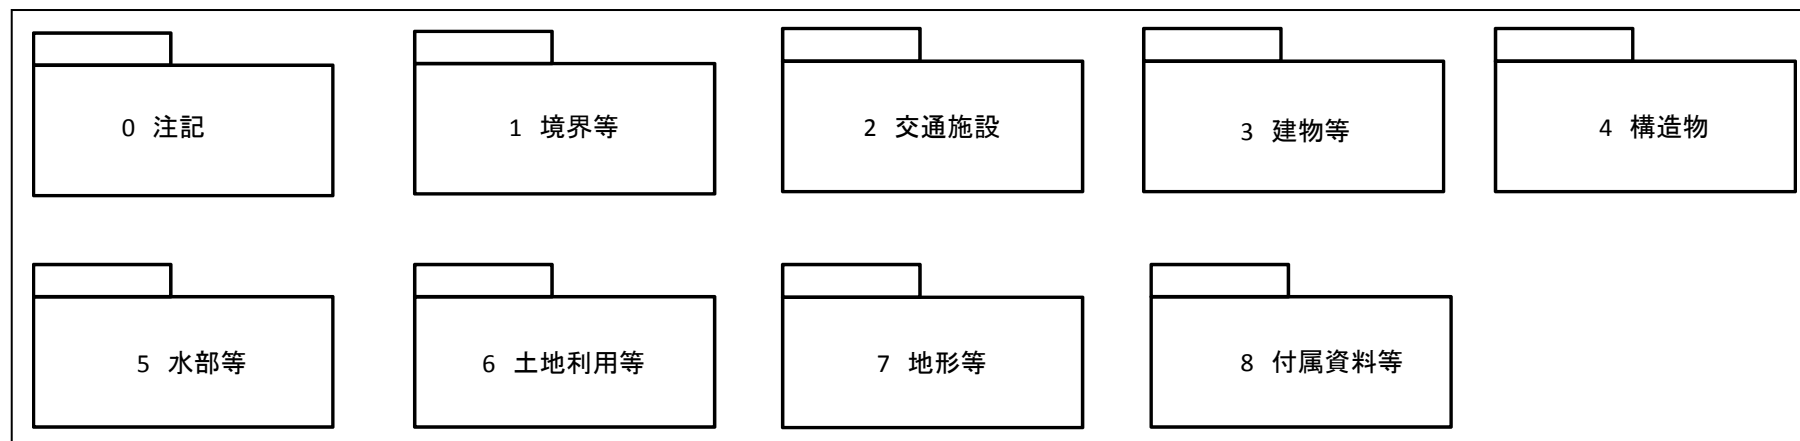 0 注記
1 境界等
2 交通施設
3 建物等
4 構造物
5 水部等
6 土地利用等
7 地形等
8 付属資料等